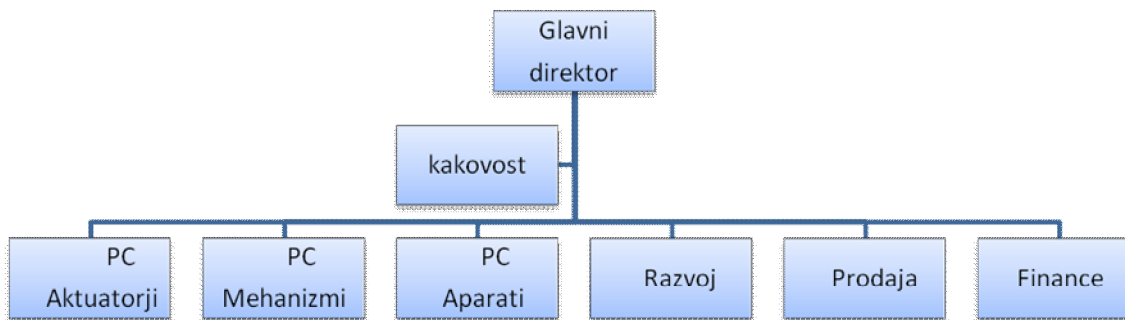 Glavni
direktor
kakovost
PC
Aktuatorji
PC
Mehanizmi
PC
Aparati
Razvoj
Prodaja
Finance